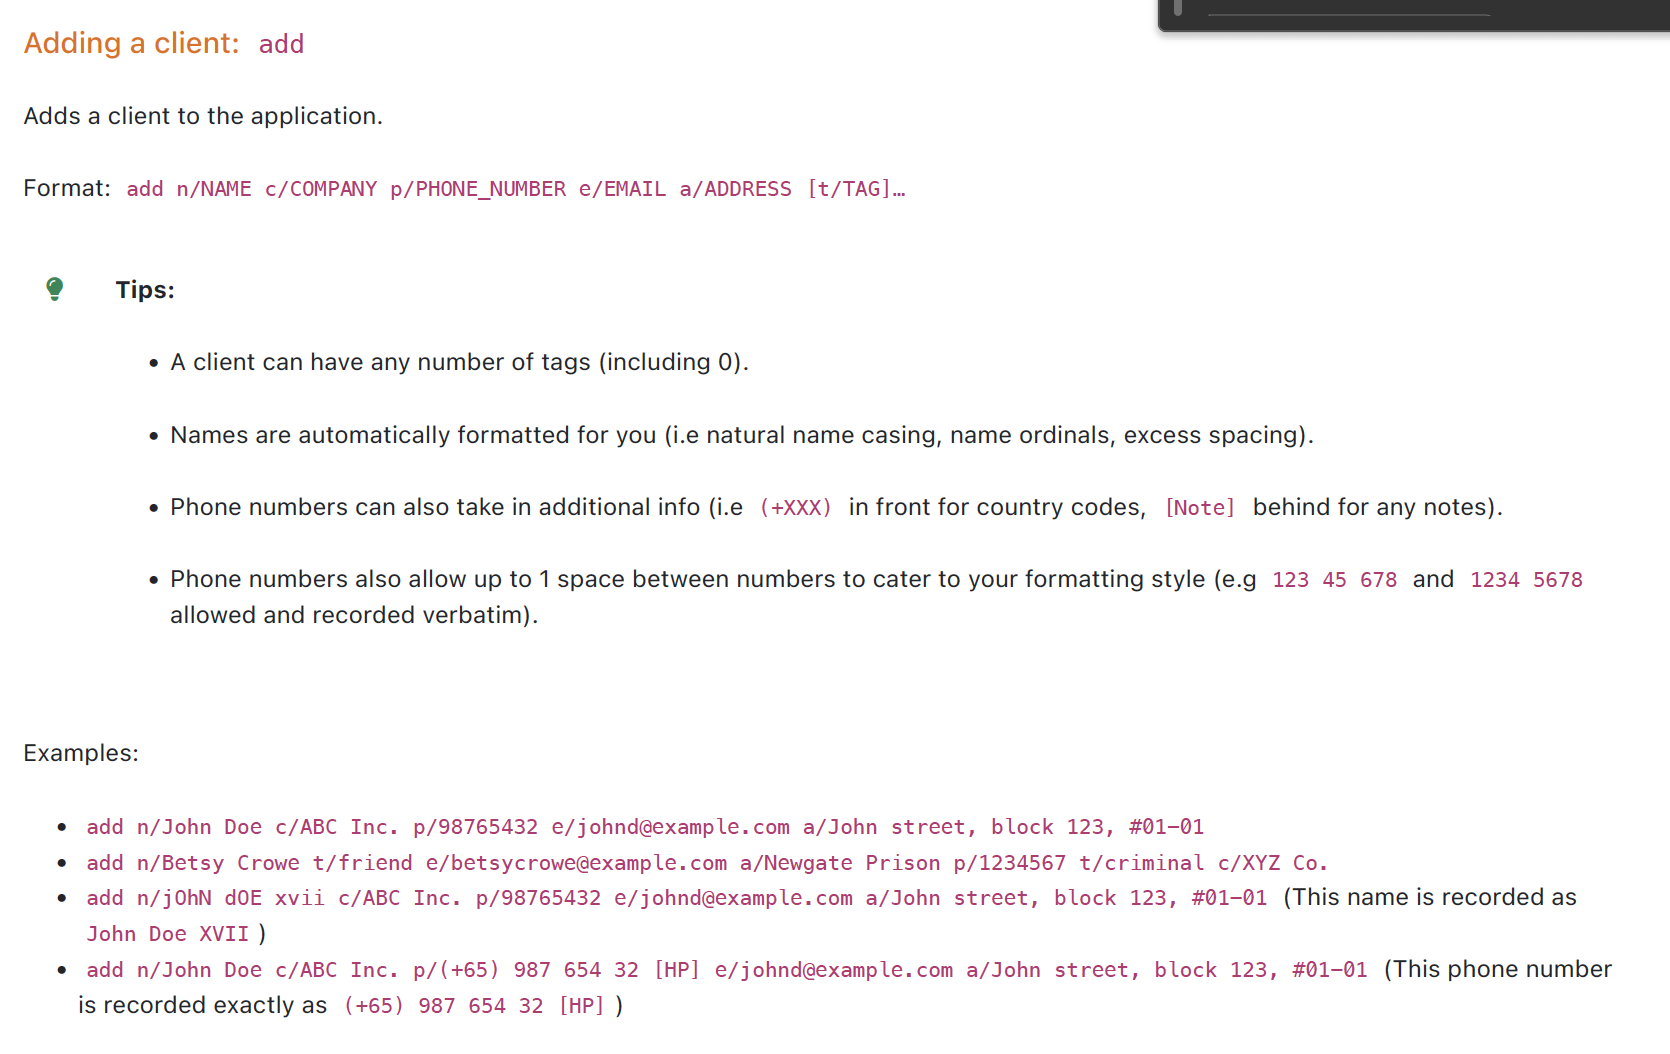 Adding a client: add
Adds a client to the application.
Format: add n/NAME c/COMPANY p/PHONE_NUMBER e/EMAIL a/ADDRESS [t/TAG]…
Tips:
• A client can have any number of tags (including 0).
• Names are automatically formatted for you (i.e natural name casing, name ordinals, excess spacing).
• Phone numbers can also take in additional info (i.e (+XXX) in front for country codes, [Note] behind for any notes).
• Phone numbers also allow up to 1 space between numbers to cater to your formatting style (e.g 123 45 678 and 1234 5678
allowed and recorded verbatim).
Examples:
• add n/John Doe c/ABC Inc. p/98765432 e/johnd@example.com a/John street, block 123, #01-01
• add n/Betsy Crowe t/friend e/betsycrowe@example.com a/Newgate Prison p/1234567 t/criminal c/XYZ Co.
• add n/jOhN dOE xvii c/ABC Inc. p/98765432 e/johnd@example.com a/John street, block 123, #01-01 (This name is recorded as
John Doe XVII )
• add n/John Doe c/ABC Inc. p/(+65) 987 654 32 [HP] e/johnd@example.com a/John street, block 123, #01-01 (This phone number
is recorded exactly as (+65) 987 654 32 [HP] )